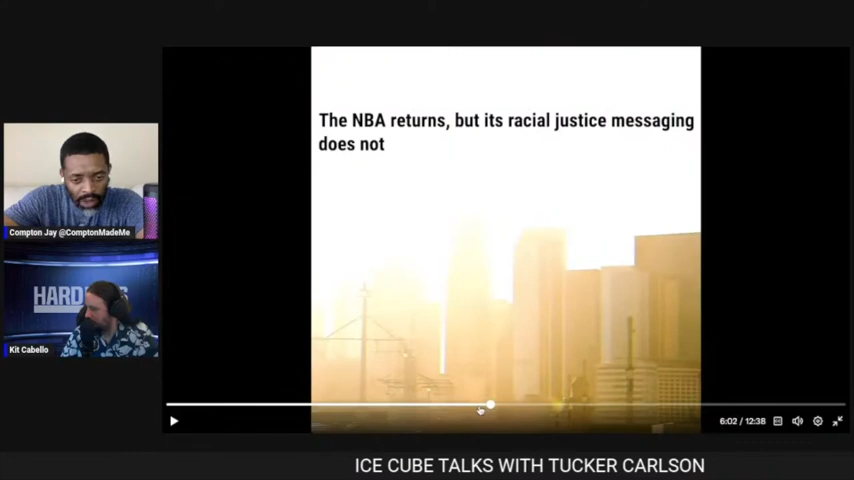 The NBA returns, but its racial justice messaging
does not
Compton Jay @ComptonMadeMe
HARD
Kit Cabello
6:02 / 12:38
ICE CUBE TALKS WITH TUCKER CARLSON